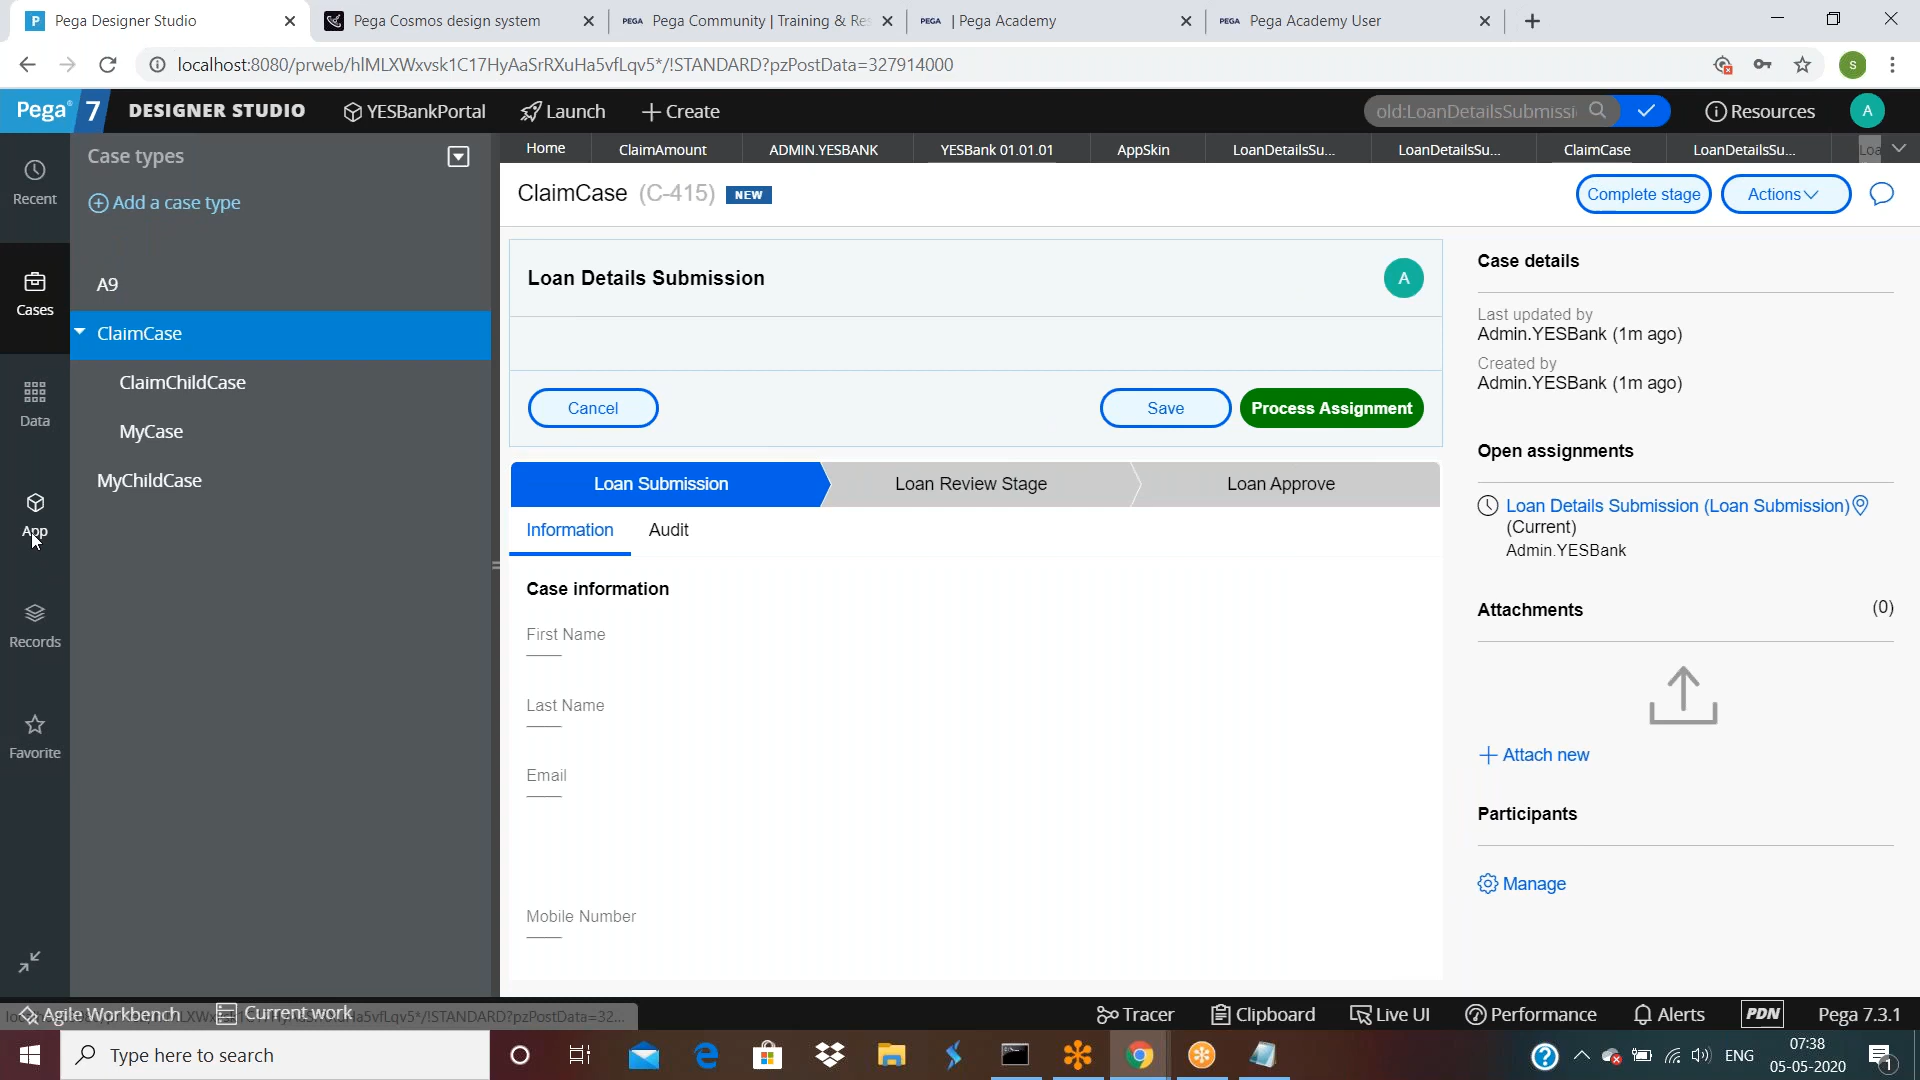 Pega Designer Studio
Pega Cosmos design system
PEGA Pega Community | Training & Res
PEGA | Pega Academy
PEGA Pega Academy User
localhost:8080/prweb/hlMLXWxvsk1C17HyAaSrRXuHa5vfLqv5*/!STANDARD?pzPostData=327914000
S
Pega 7
DESIGNER STUDIO
YESBankPortal
Launch
+ Create
old:LoanDetailsSubmissi
Resources
A
Home
ClaimAmount
ADMIN.YESBANK
YESBank 01.01.01
AppSkin
LoanDetailsSu...
LoanDetailsSu...
ClaimCase
LoanDetailsSu...
Loa
Recent
Cases
Data
App
Records
Favorite
Case types
Add a case type
A9
ClaimCase
ClaimChildCase
MyCase
MyChildCase
ClaimCase (C-415) NEW
Complete stage
Actions
Loan Details Submission
A
Cancel
Save
Process Assignment
Loan Submission
Loan Review Stage
Loan Approve
Information
Audit
Case information
First Name
Last Name
Email
Mobile Number
Case details
Last updated by
Admin.YESBank (1m ago)
Created by
Admin.YESBank (1m ago)
Open assignments
Loan Details Submission (Loan Submission)
(Current)
Admin.YESBank
Attachments (0)
+ Attach new
Participants
Manage
Agile Workbench
Current work
Tracer
Clipboard
Live UI
Performance
Alerts
PDN
Pega 7.3.1
Type here to search
ENG
07:38
05-05-2020
1